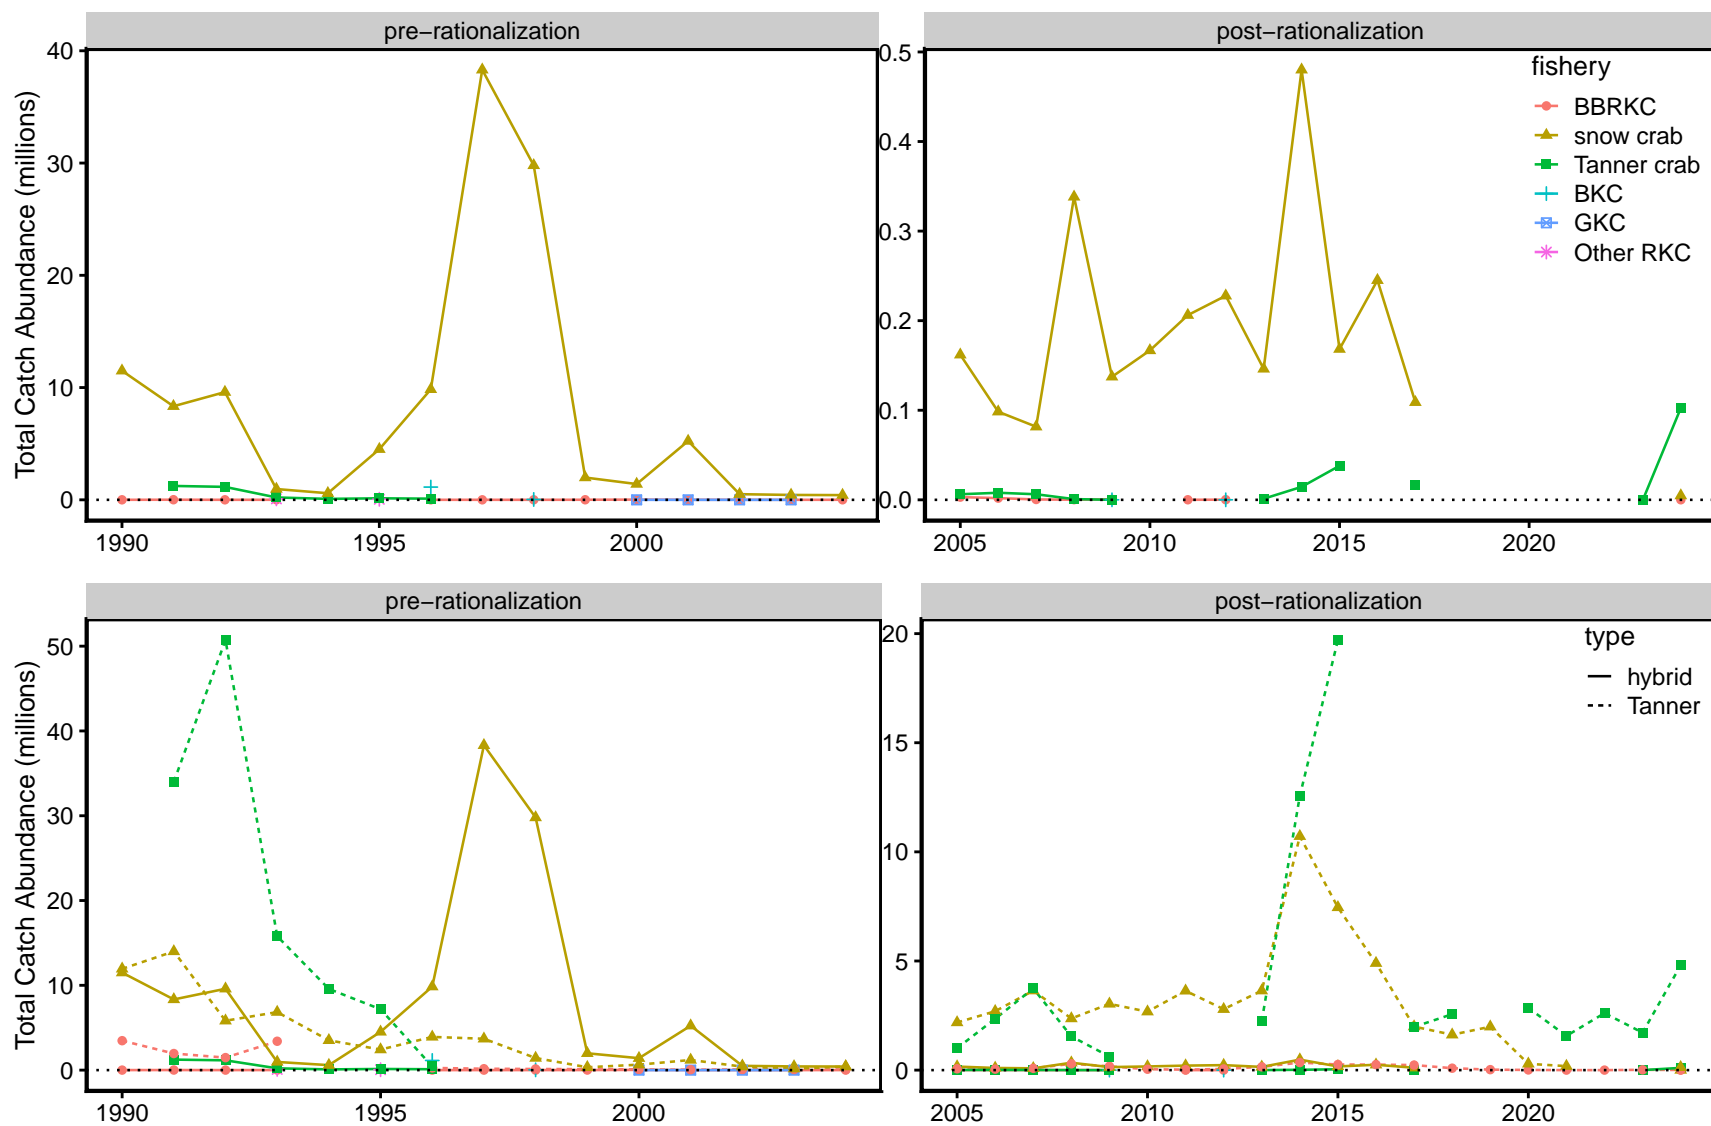 pre−rationalization
post−rationalization
Total Catch Abundance (millions)
40
30
20
10
0
1990
1995
2000
0.5
0.4
0.3
0.2
0.1
0.0
2005
2010
2015
2020
fishery
BBRKC
snow crab
Tanner crab
BKC
GKC
Other RKC
pre−rationalization
post−rationalization
Total Catch Abundance (millions)
50
40
30
20
10
0
1990
1995
2000
20
15
10
5
0
2005
2010
2015
2020
type
hybrid
Tanner